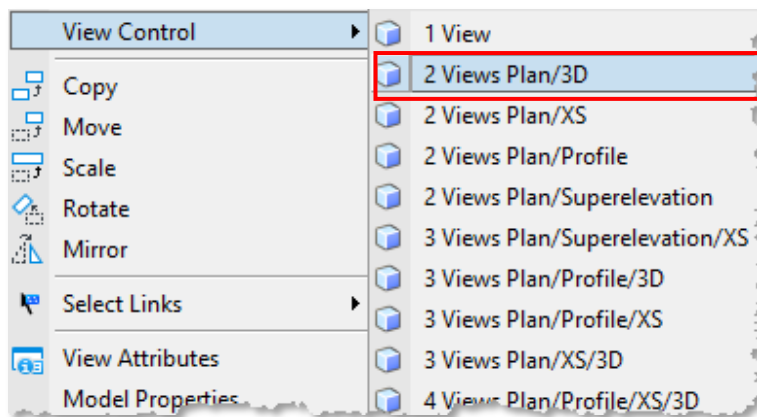 View Control
Copy
Move
Scale
Rotate
Mirror
Select Links
View Attributes
Model Properties
1 View
2 Views Plan/3D
2 Views Plan/XS
2 Views Plan/Profile
2 Views Plan/Superelevation
3 Views Plan/Superelevation/XS
3 Views Plan/Profile/3D
3 Views Plan/Profile/XS
3 Views Plan/XS/3D
4 Views Plan/Profile/XS/3D